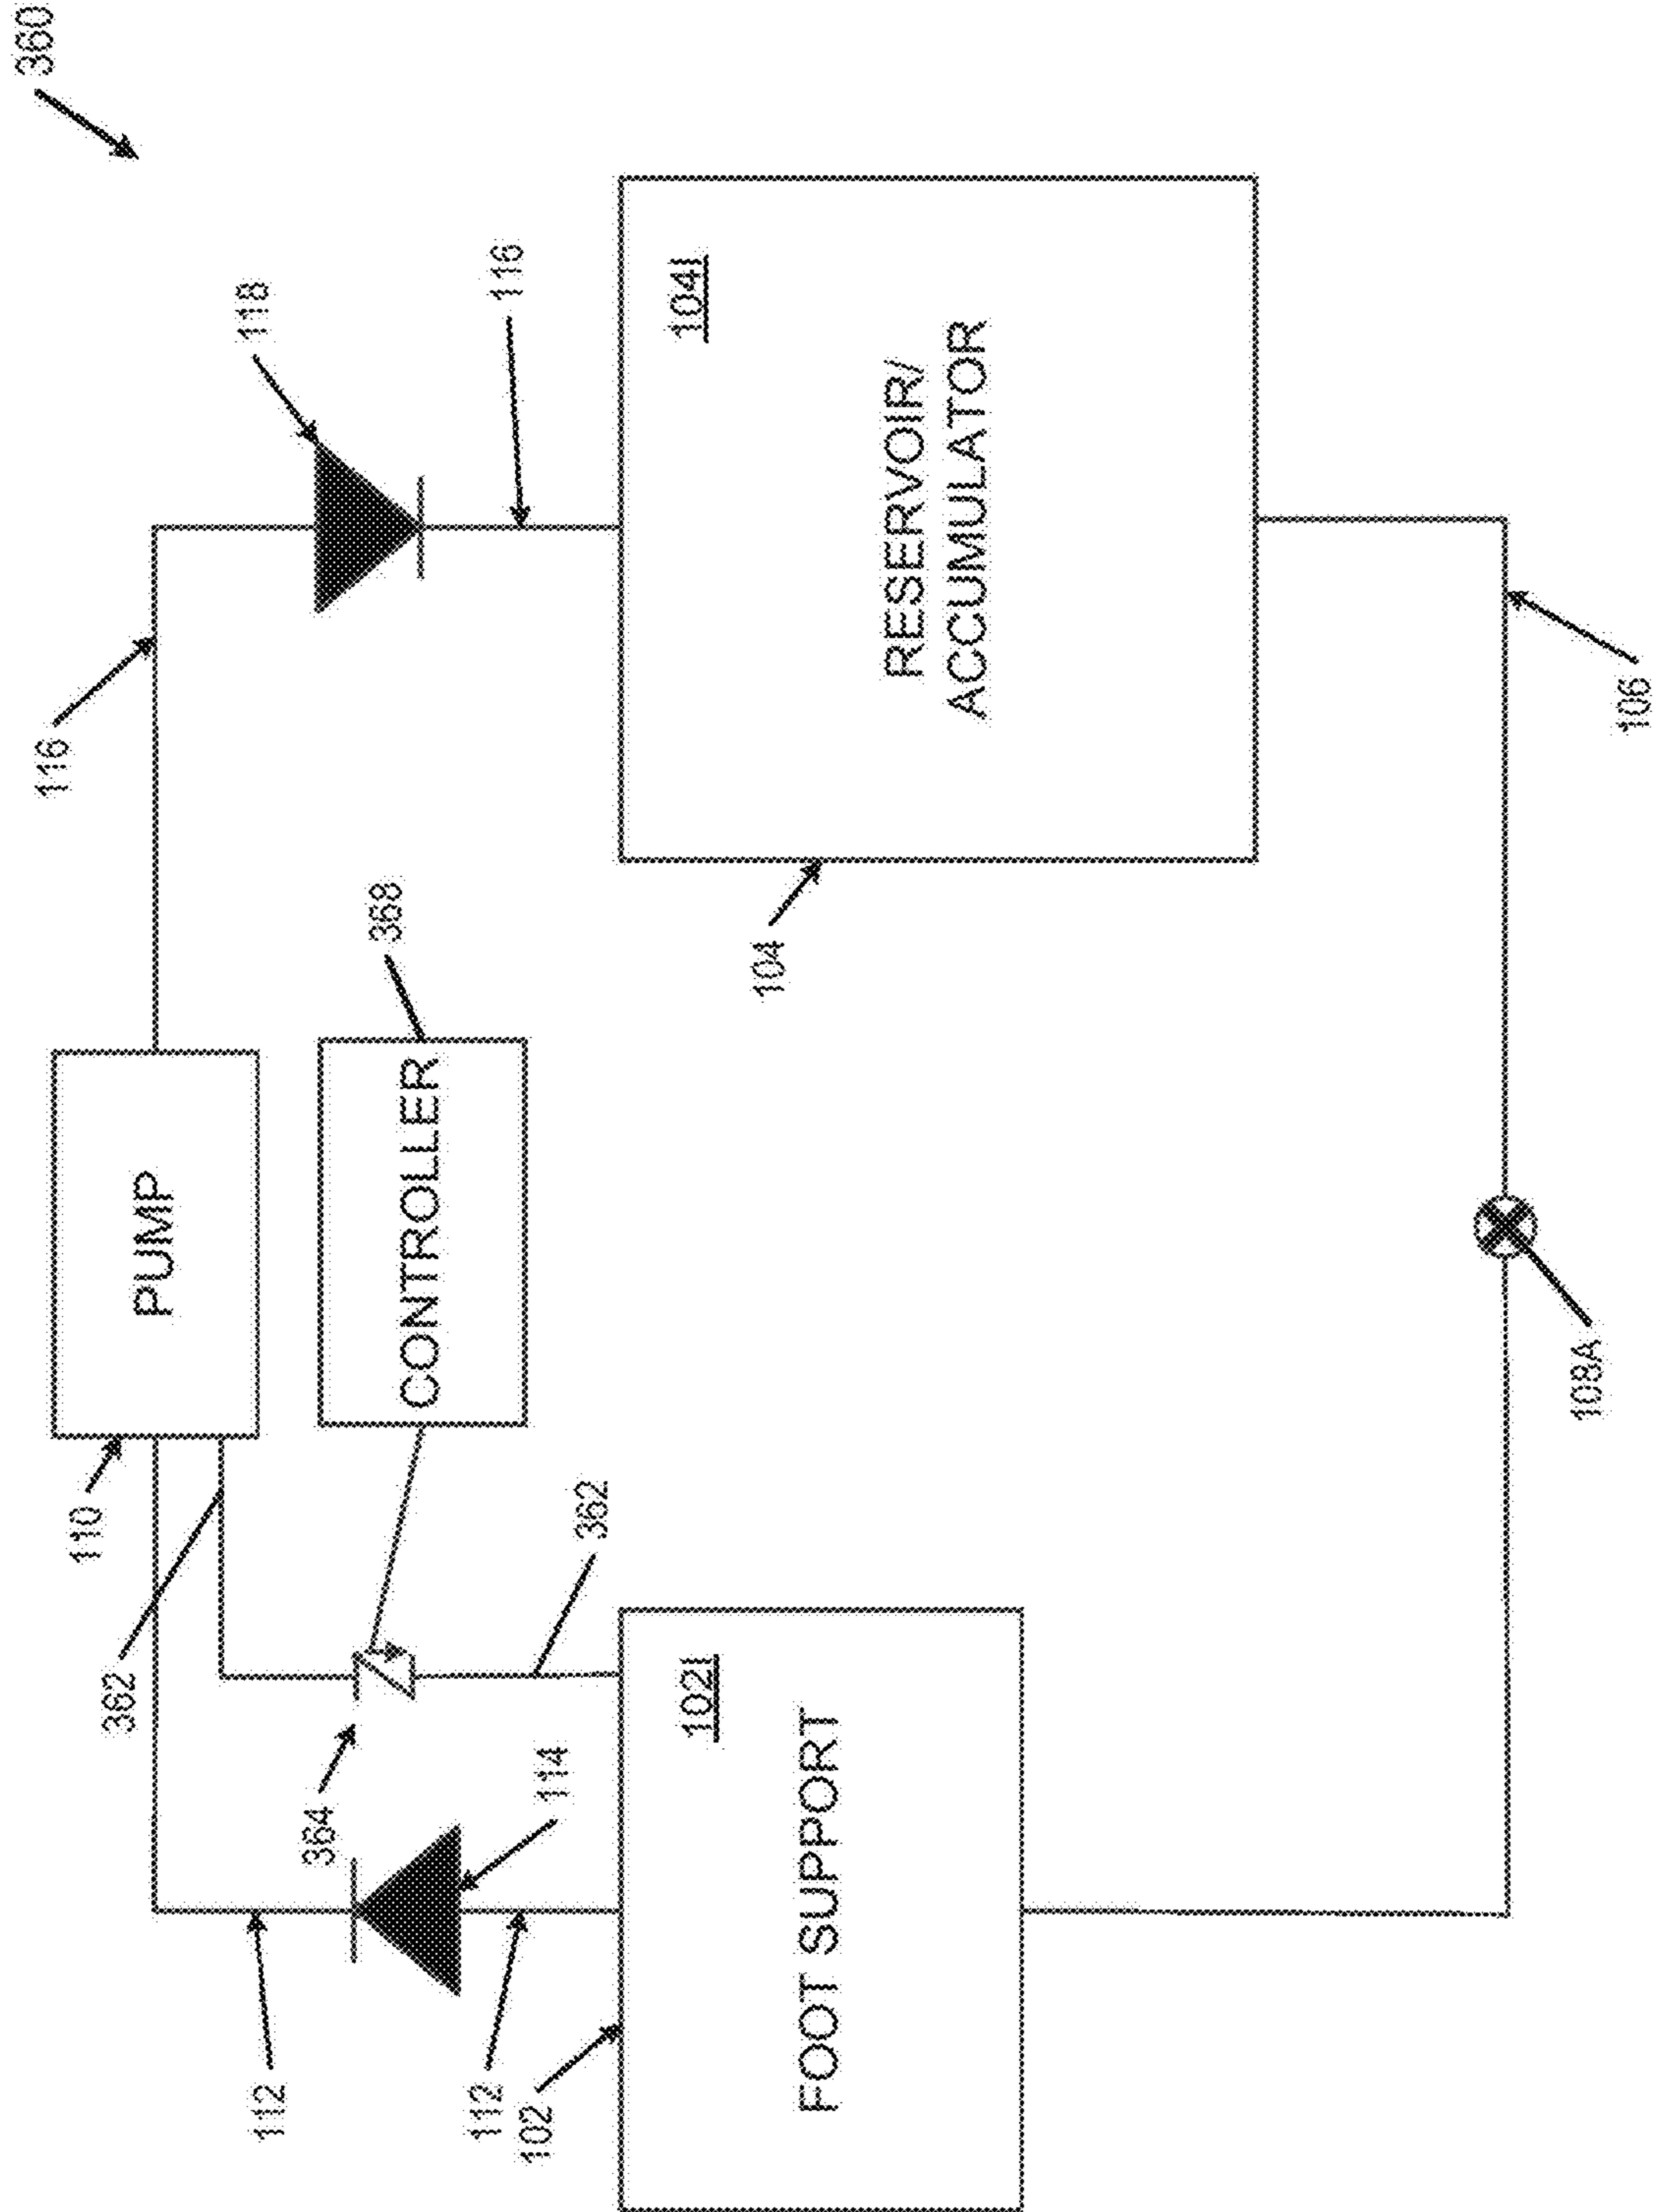 360
116
118
116
PUMP
110
362
CONTROLLER
368
104I
RESERVOIR/
ACCUMULATOR
104
362
364
114
112
112
102
102I
FOOT SUPPORT
106
108A